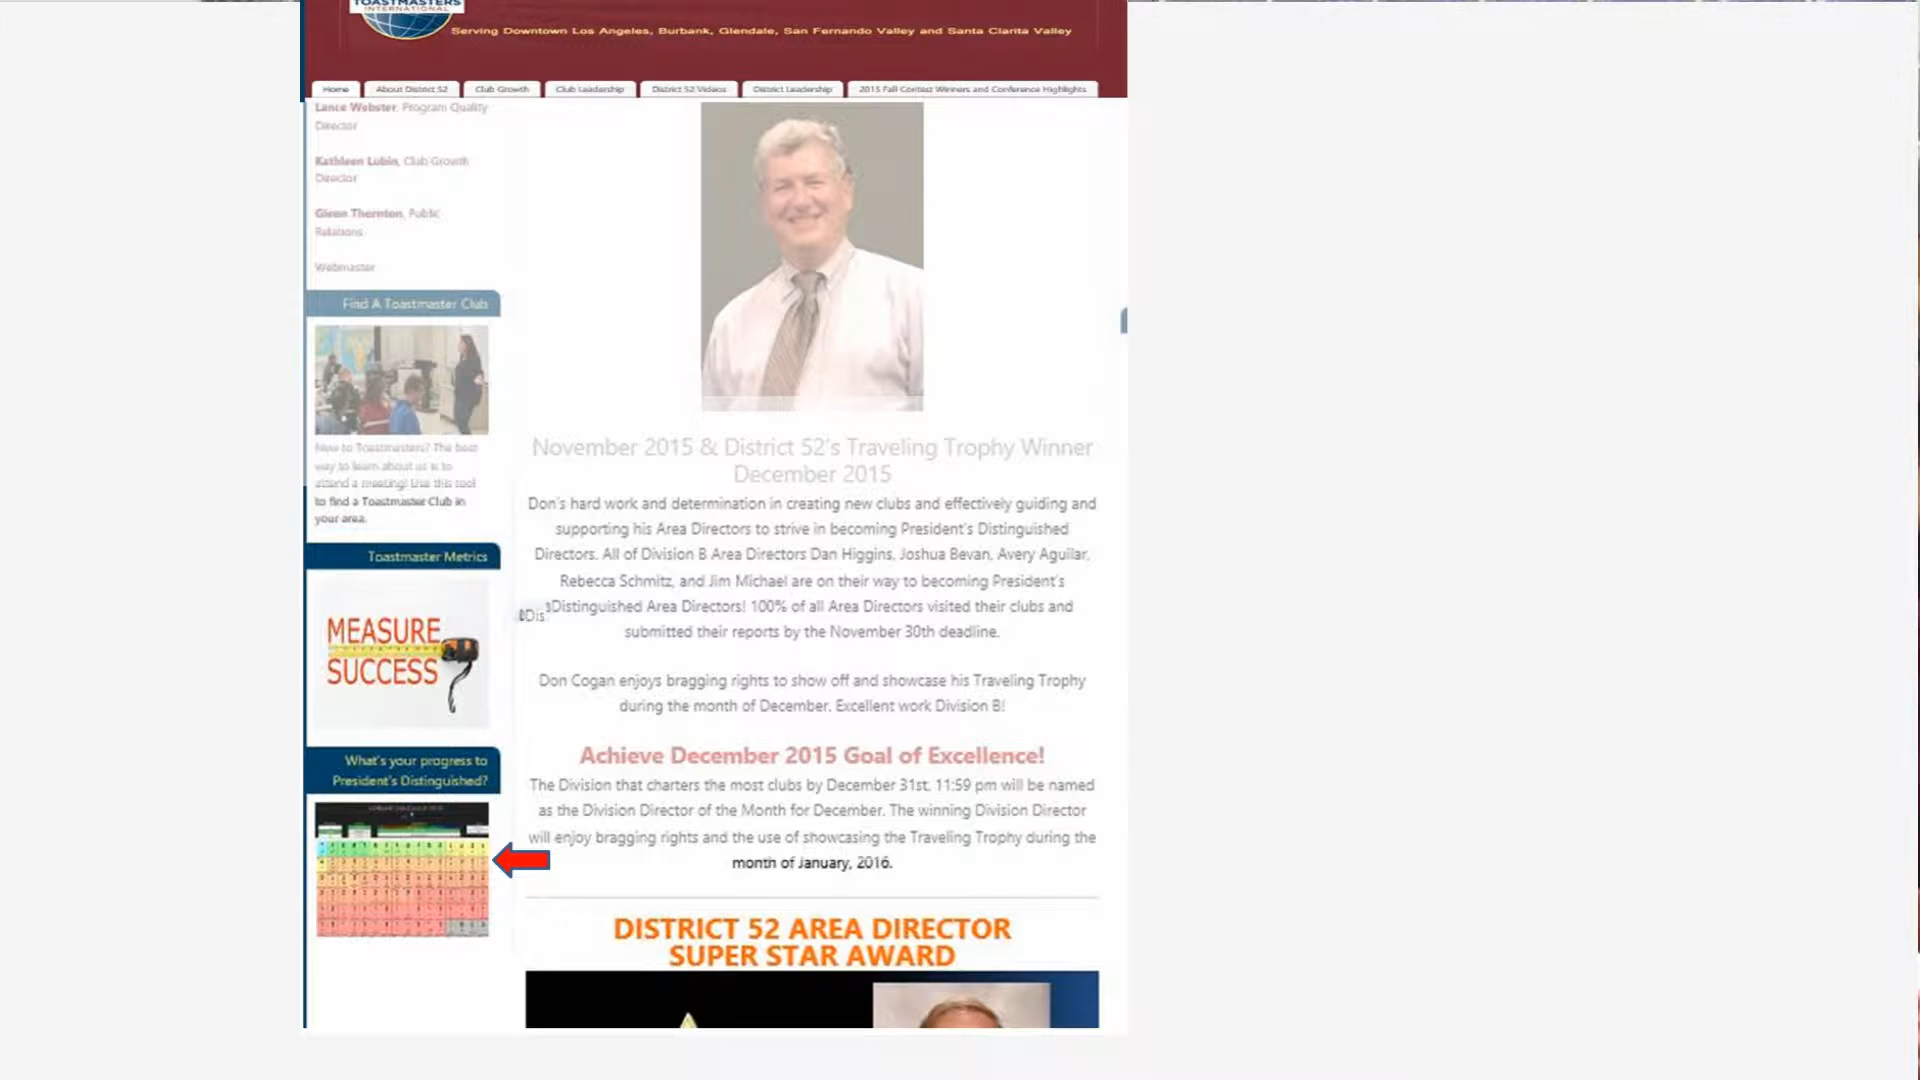 TOASTMASTERS
INTERNATIONAL
Serving Downtown Los Angeles, Burbank, Glendale, San Fernando Valley and Santa Clarita Valley
Home
About District 52
Club Growth
Club Leadership
District 52 Videos
District Leadership
2015 Fall Contest Winners and Conference Highlights
Lance Webster, Program Quality
Director
Kathleen Lubin, Club Growth
Director
Glenn Thornton, Public
Relations
Webmaster
Find A Toastmaster Club
New to Toastmasters? The best
way to learn about us is to
attend a meeting! Use this tool
to find a Toastmaster Club in
your area.
Toastmaster Metrics
MEASURE
SUCCESS
What's your progress to
President's Distinguished?
November 2015 & District 52's Traveling Trophy Winner
December 2015
Don's hard work and determination in creating new clubs and effectively guiding and
supporting his Area Directors to strive in becoming President's Distinguished
Directors. All of Division B Area Directors Dan Higgins, Joshua Bevan, Avery Aguilar,
Rebecca Schmitz, and Jim Michael are on their way to becoming President's
Distinguished Area Directors! 100% of all Area Directors visited their clubs and
submitted their reports by the November 30th deadline.
Don Cogan enjoys bragging rights to show off and showcase his Traveling Trophy
during the month of December. Excellent work Division B!
Achieve December 2015 Goal of Excellence!
The Division that charters the most clubs by December 31st, 11:59 pm will be named
as the Division Director of the Month for December. The winning Division Director
will enjoy bragging rights and the use of showcasing the Traveling Trophy during the
month of January, 2016.
DISTRICT 52 AREA DIRECTOR
SUPER STAR AWARD